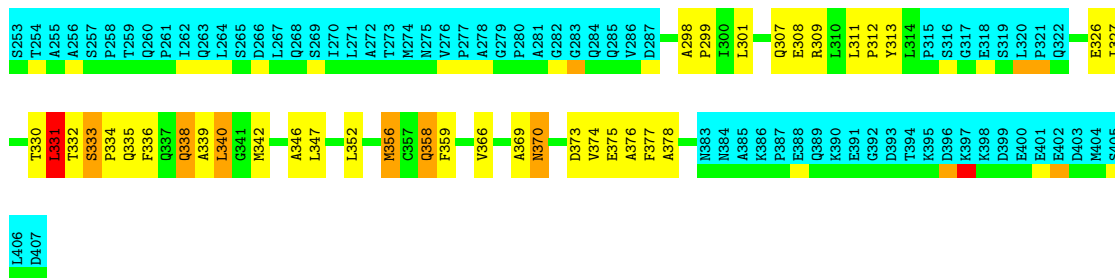 S253 T254 A255 A256 S257 P258 T259 Q260 P261 I262 Q263 L264 S265 D266 L267 Q268 S269 I270 L271 A272 T273 M274 N275 V276 P277 A278 G279 P280 A281 G282 G283 Q284 Q285 V286 D287 A298 P299 I300 L301 Q307 E308 R309 L310 L311 P312 Y313 L314 P315 S316 G317 E318 S319 L320 P321 Q322 E326
T330 L331 T332 S333 P334 Q335 F336 Q337 Q338 A339 L340 G341 M342 A346 L347 L352 M356 C357 Q358 F359 V366 A369 N370 D373 V374 E375 A376 F377 A378 N383 N384 A385 K386 P387 E388 Q389 K390 E391 G392 D393 T394 K395 D396 K397 K398 D399 E400 E401 E402 D403 M404
L406 D407